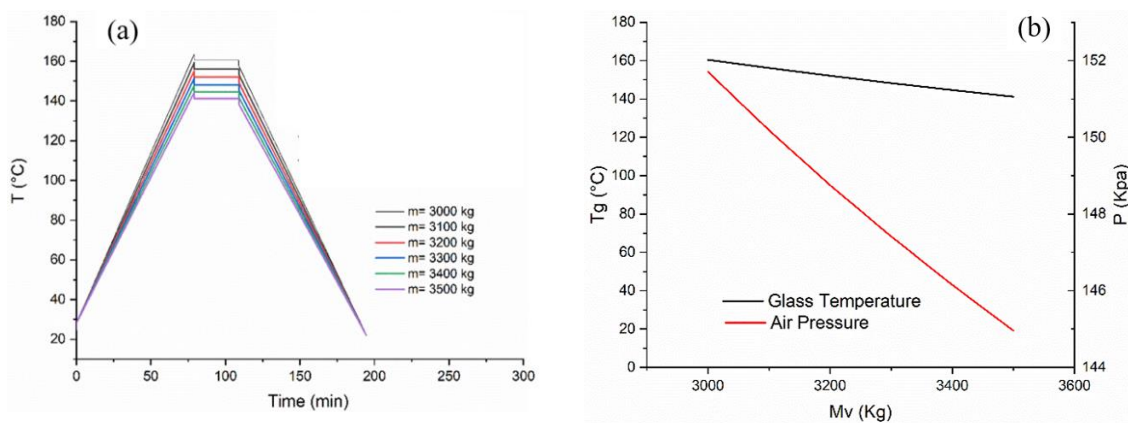 (a)
180
160
140
120
100
80
60
40
20
T (°C)
0
50
100
150
200
250
300
Time (min)
m= 3000 kg
m= 3100 kg
m= 3200 kg
m= 3300 kg
m= 3400 kg
m= 3500 kg
(b)
180
160
140
120
100
80
60
40
20
0
Tg (°C)
152
150
148
146
144
P (Kpa)
Glass Temperature
Air Pressure
3000
3200
3400
3600
Mv (Kg)